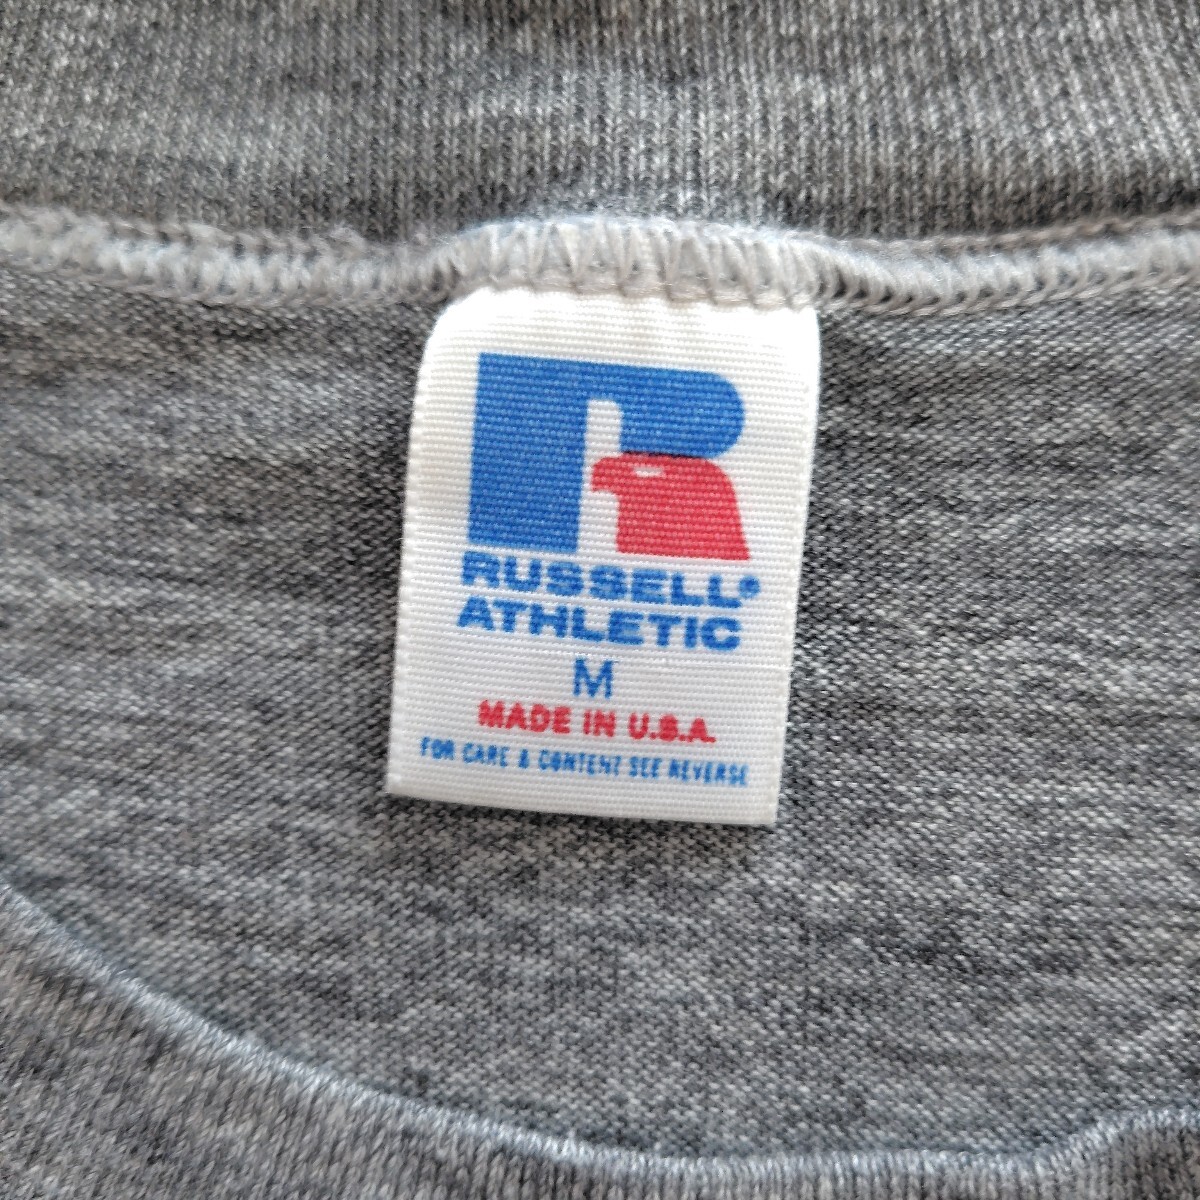 R
RUSSELL®
ATHLETIC
M
MADE IN U.S.A.
FOR CARE & CONTENT SEE REVERSE